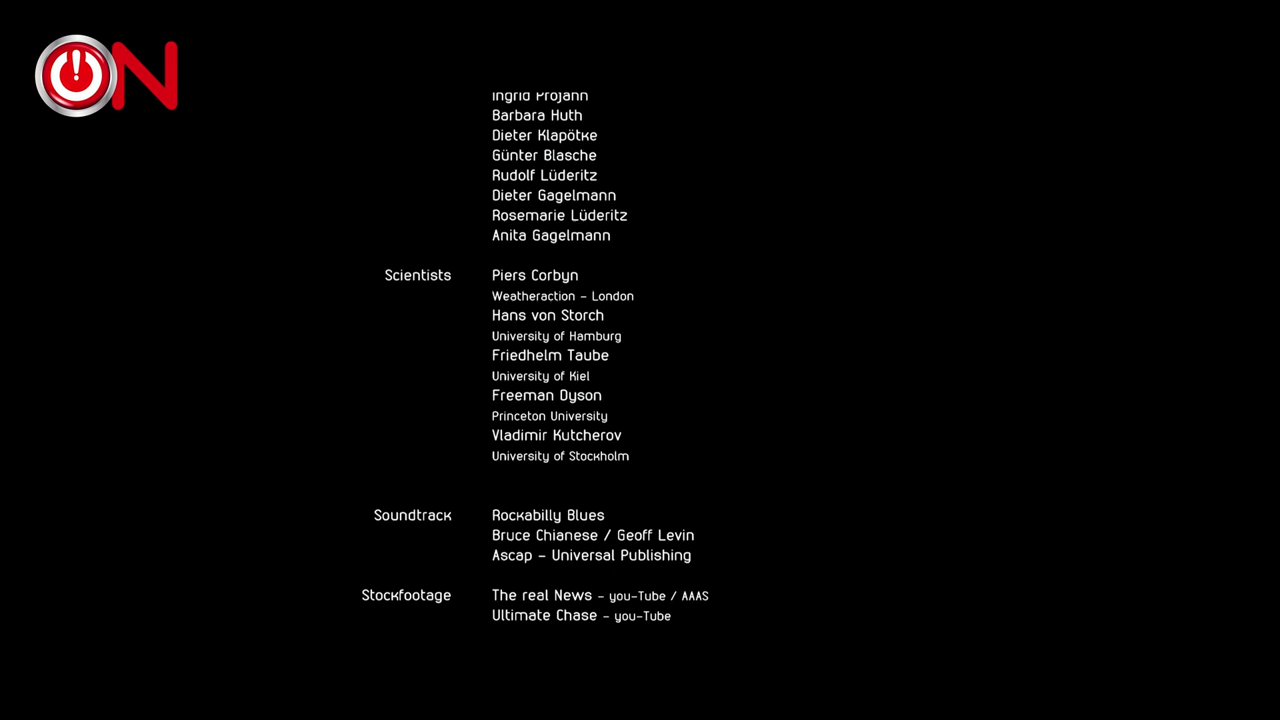 ON
Ingrid Projahn
Barbara Huth
Dieter Klapötke
Günter Blasche
Rudolf Lüderitz
Dieter Gagelmann
Rosemarie Lüderitz
Anita Gagelmann
Scientists Piers Corbyn
Weatheraction - London
Hans von Storch
University of Hamburg
Friedhelm Taube
University of Kiel
Freeman Dyson
Princeton University
Vladimir Kutcherov
University of Stockholm
Soundtrack Rockabilly Blues
Bruce Chianese / Geoff Levin
Ascap - Universal Publishing
Stockfootage The real News - you-Tube / AAAS
Ultimate Chase - you-Tube